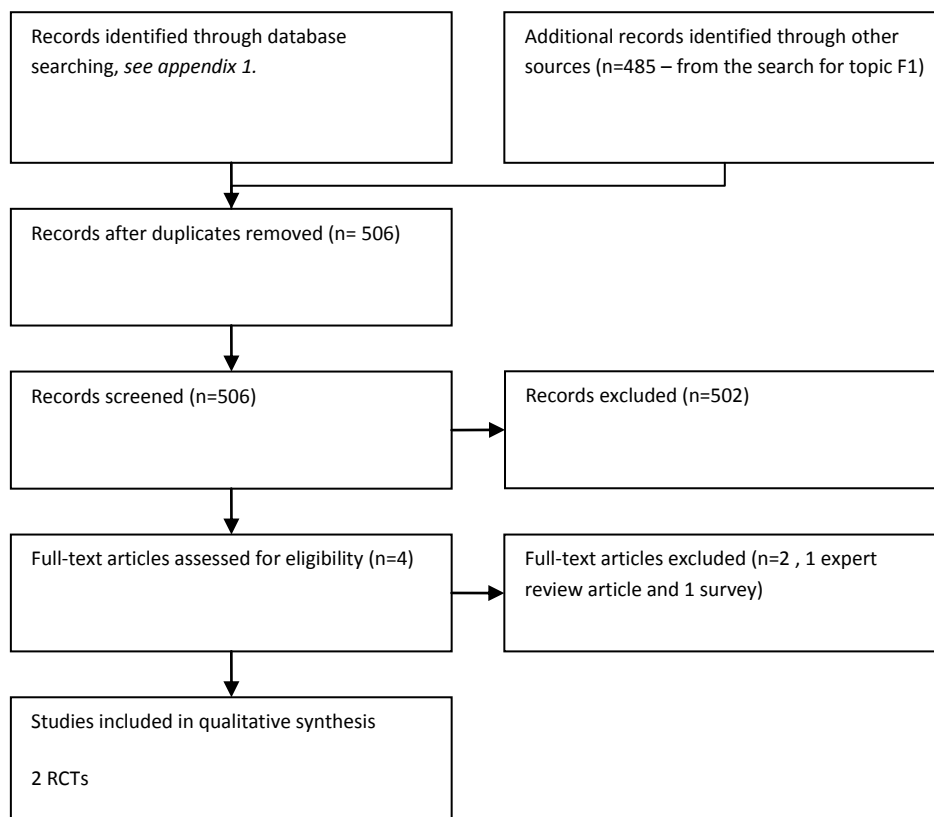 Records identified through database
searching, see appendix 1.
Additional records identified through other
sources (n=485 – from the search for topic F1)
Records after duplicates removed (n= 506)
Records screened (n=506)
Records excluded (n=502)
Full-text articles assessed for eligibility (n=4)
Full-text articles excluded (n=2 , 1 expert
review article and 1 survey)
Studies included in qualitative synthesis
2 RCTs